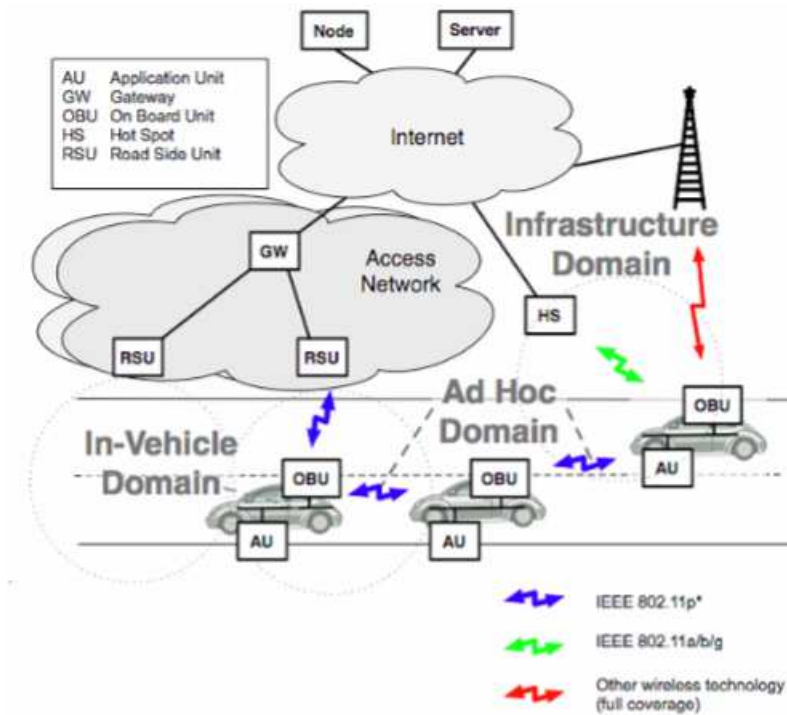 Node
Server
AU Application Unit
GW Gateway
OBU On Board Unit
HS Hot Spot
RSU Road Side Unit
Internet
Infrastructure
Domain
GW
Access
Network
HS
RSU
RSU
Ad Hoc
Domain
OBU
In-Vehicle
Domain
AU
OBU
OBU
AU
AU
IEEE 802.11p*
IEEE 802.11a/b/g
Other wireless technology
(full coverage)